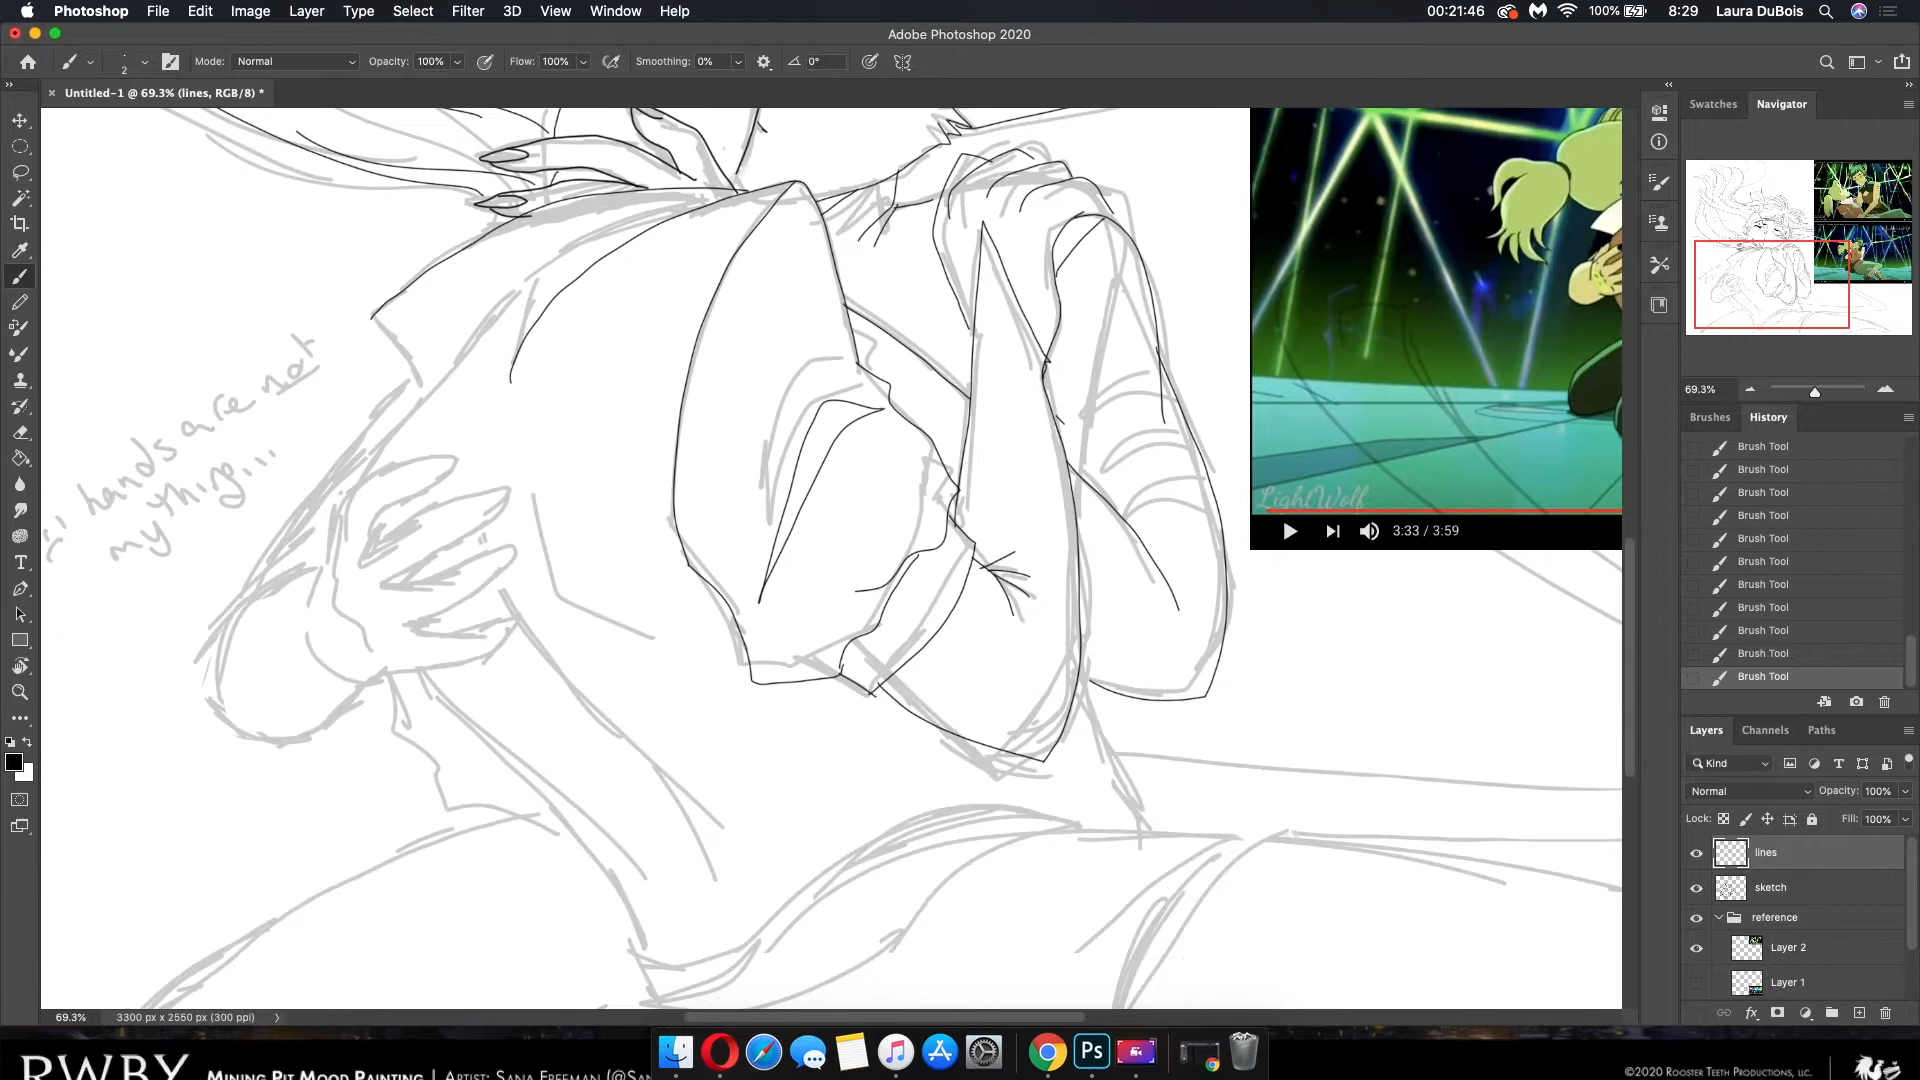 Photoshop File Edit Image Layer Type Select Filter 3D View Window Help 00:21:46 100% 8:29 Laura DuBois
Adobe Photoshop 2020
2 Mode: Normal Opacity: 100% Flow: 100% Smoothing: 0% 0°
Untitled-1 @ 69.3% (lines, RGB/8) *
Swatches Navigator
69.3%
Brushes History
Brush Tool
Brush Tool
Brush Tool
Brush Tool
Brush Tool
Brush Tool
Brush Tool
Brush Tool
Brush Tool
Brush Tool
Brush Tool
hands are not
my thing...
LightWolf
3:33 / 3:59
Layers Channels Paths
Kind
Normal Opacity: 100%
Lock: Fill: 100%
lines
sketch
reference
Layer 2
Layer 1
69.3% 3300 px x 2550 px (300 ppi)
Ps
RWBY MINING PIT MOOD PAINTING | ARTIST: SANA FREEMAN (@SAN
©2020 ROOSTER TEETH PRODUCTIONS, LLC.